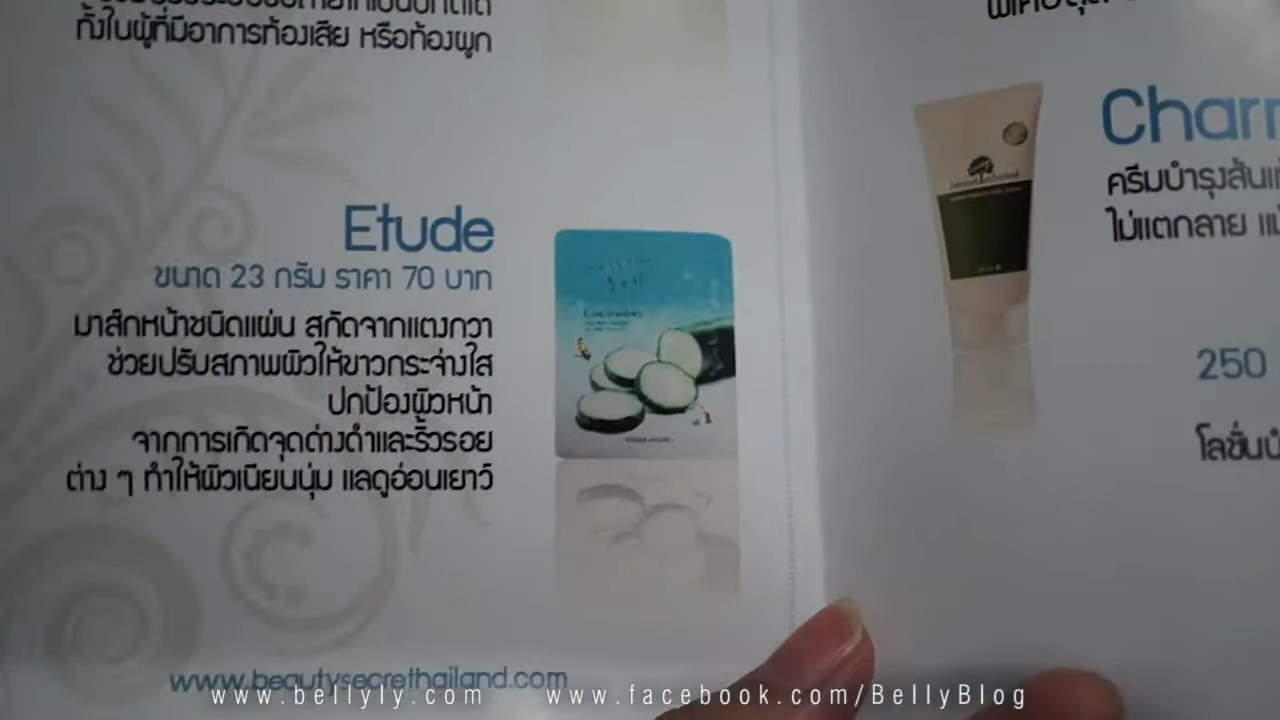 ทั้งในผู้ที่มีอาการท้องเสีย หรือท้องผูก
Etude
ขนาด 23 กรัม ราคา 70 บาท
มาส์กหน้าชนิดแผ่น สกัดจากแตงกวา
ช่วยปรับสภาพผิวให้ขาวกระจ่างใส
ปกป้องผิวหน้า
จากการเกิดจุดด่างดำและริ้วรอย
ต่าง ๆ ทำให้ผิวเนียนนุ่ม แลดูอ่อนเยาว์
www.beautysecrethailand.com
Cucumber
ครีมบำรุงส้นเท้
ไม่แตกลาย
250
โลชั่น
www.bellyly.com www.facebook.com/BellyBlog